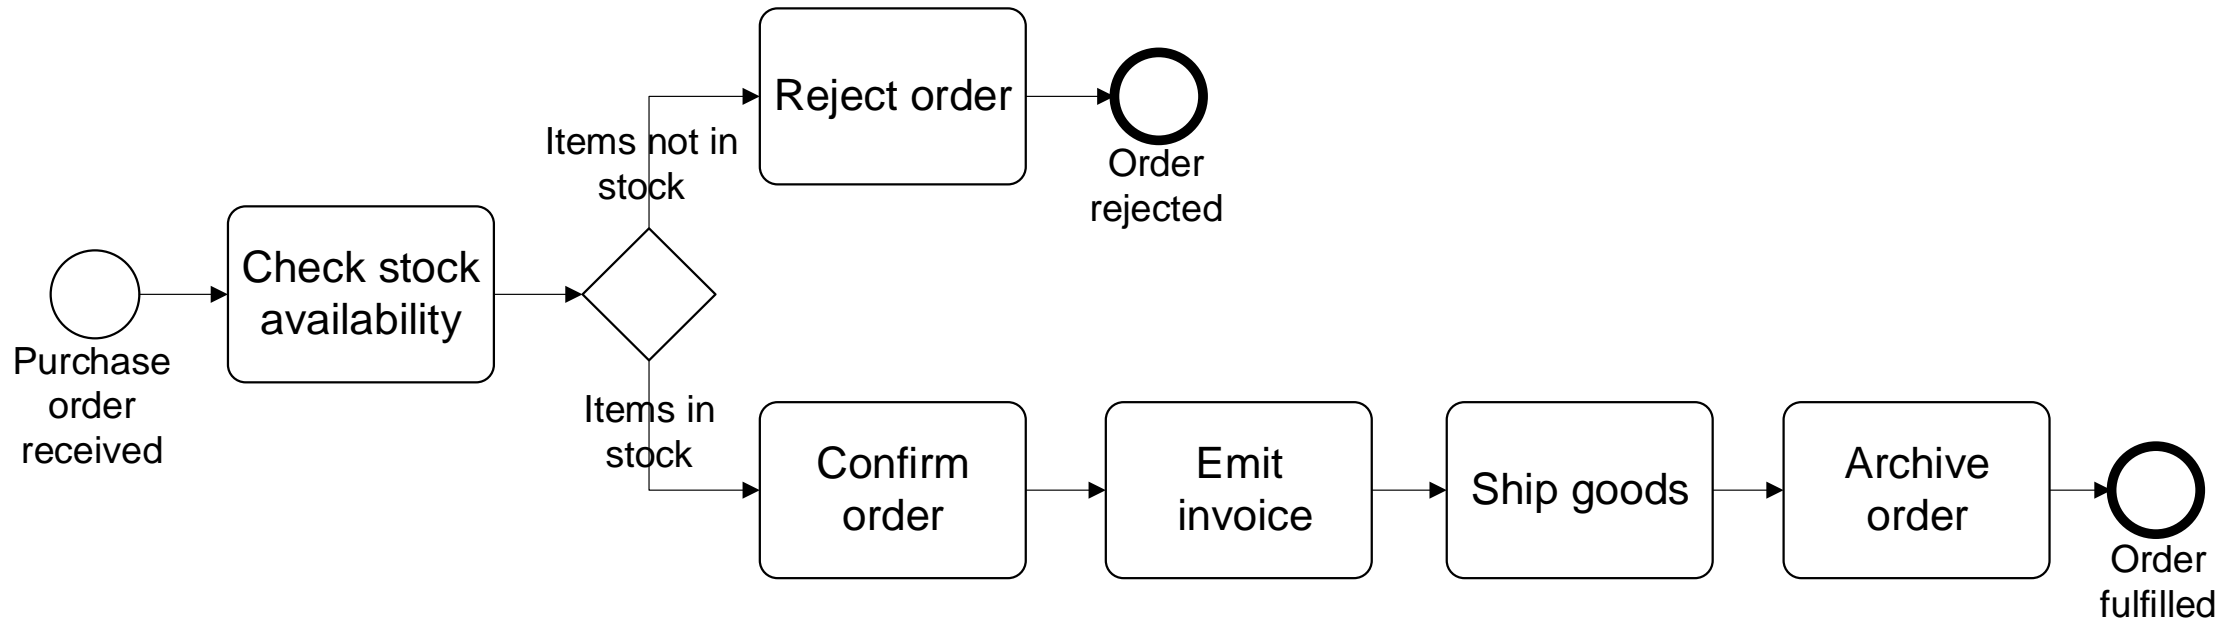 Purchase
order
received
Check stock
availability
Items not in
stock
Reject order
Order
rejected
Items in
stock
Confirm
order
Emit
invoice
Ship goods
Archive
order
Order
fulfilled